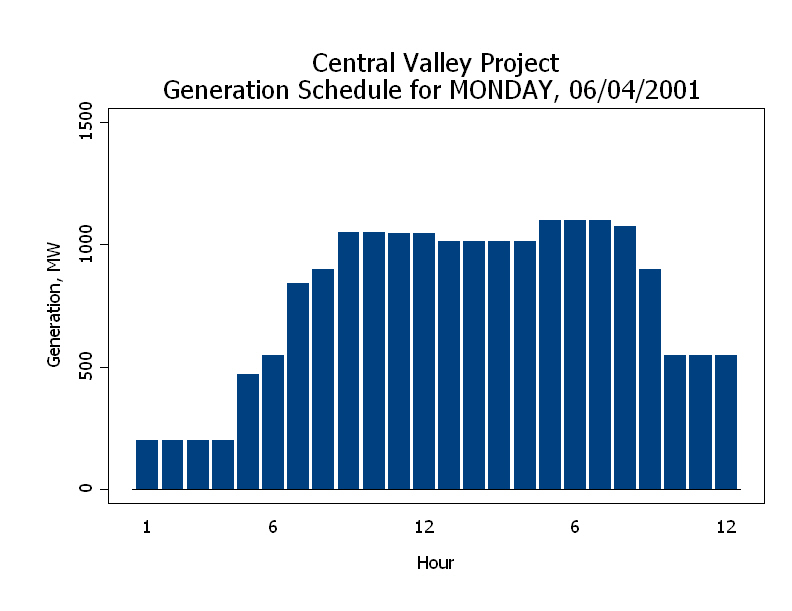 Central Valley Project
Generation Schedule for MONDAY, 06/04/2001
1500
1000
500
0
Generation, MW
1 6 12 6 12
Hour